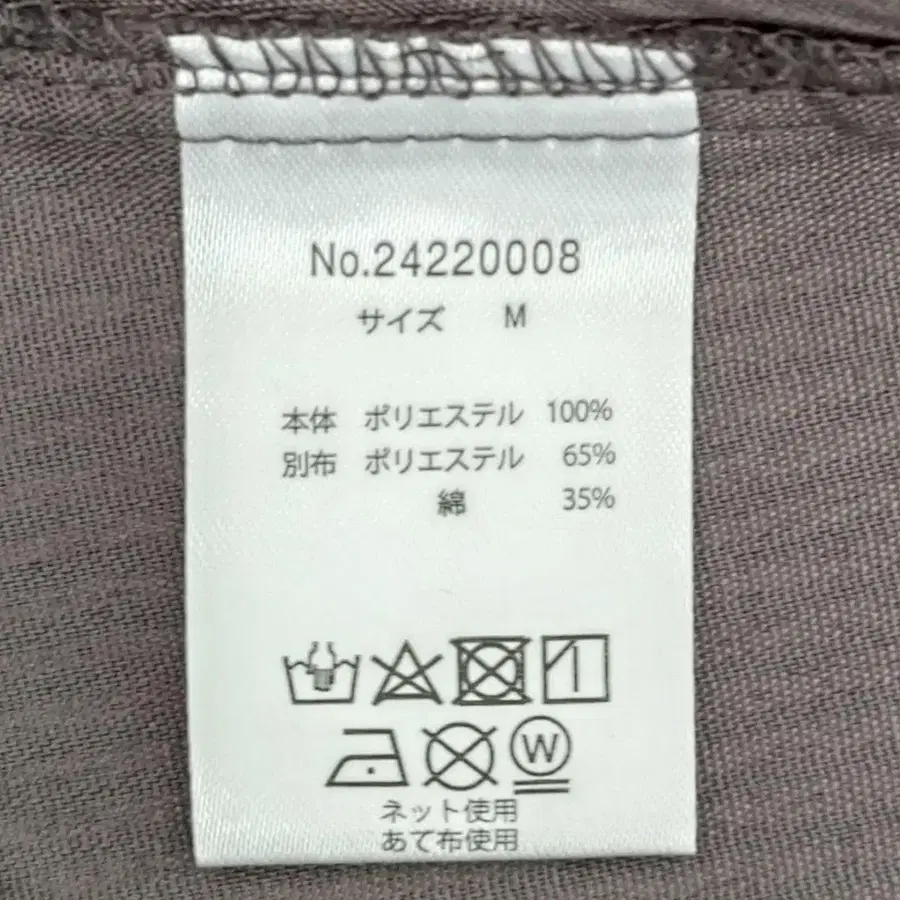 No.24220008
サイズ M
本体 ポリエステル 100%
別布 ポリエステル 65%
綿 35%
W
ネット使用
あて布使用